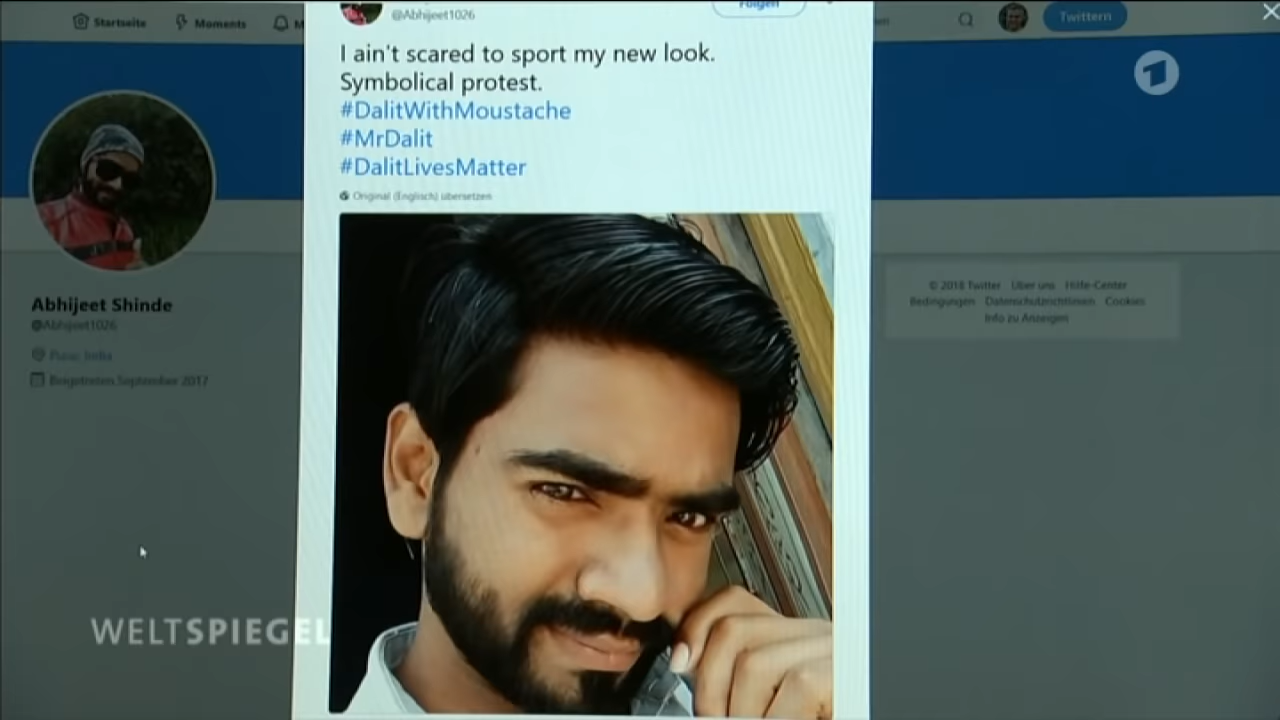 Startseite
Moments
M
@Abhijeet1026
Folgen
Twittern
1
I ain't scared to sport my new look.
Symbolical protest.
#DalitWithMoustache
#MrDalit
#DalitLivesMatter
Original (Englisch) übersetzen
Abhijeet Shinde
@Abhijeet1026
Pune, India
Beigetreten September 2017
© 2018 Twitter Über uns Hilfe-Center
Bedingungen Datenschutzrichtlinien Cookies
Info zu Anzeigen
WELTSPIEGEL